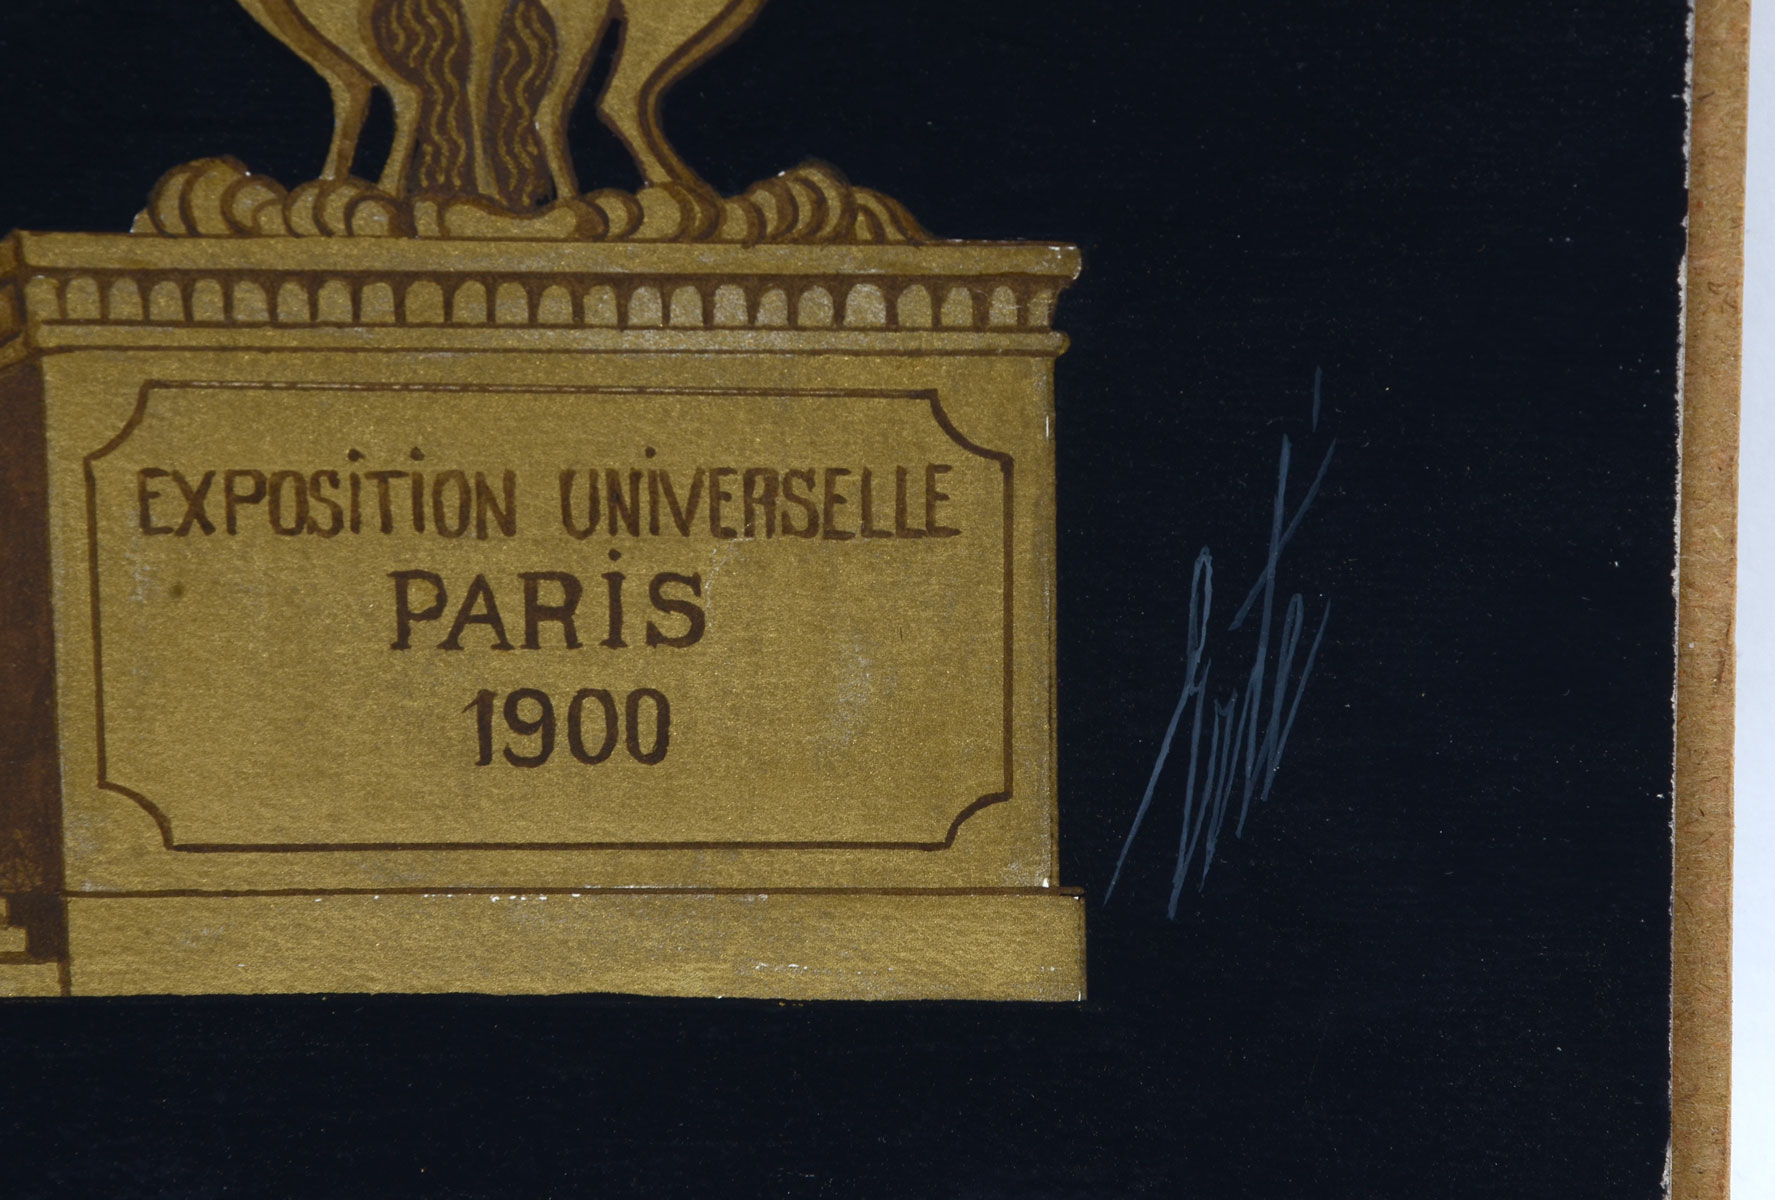 EXPOSiTiON UNiVERSELLE
PARiS
1900
Erté